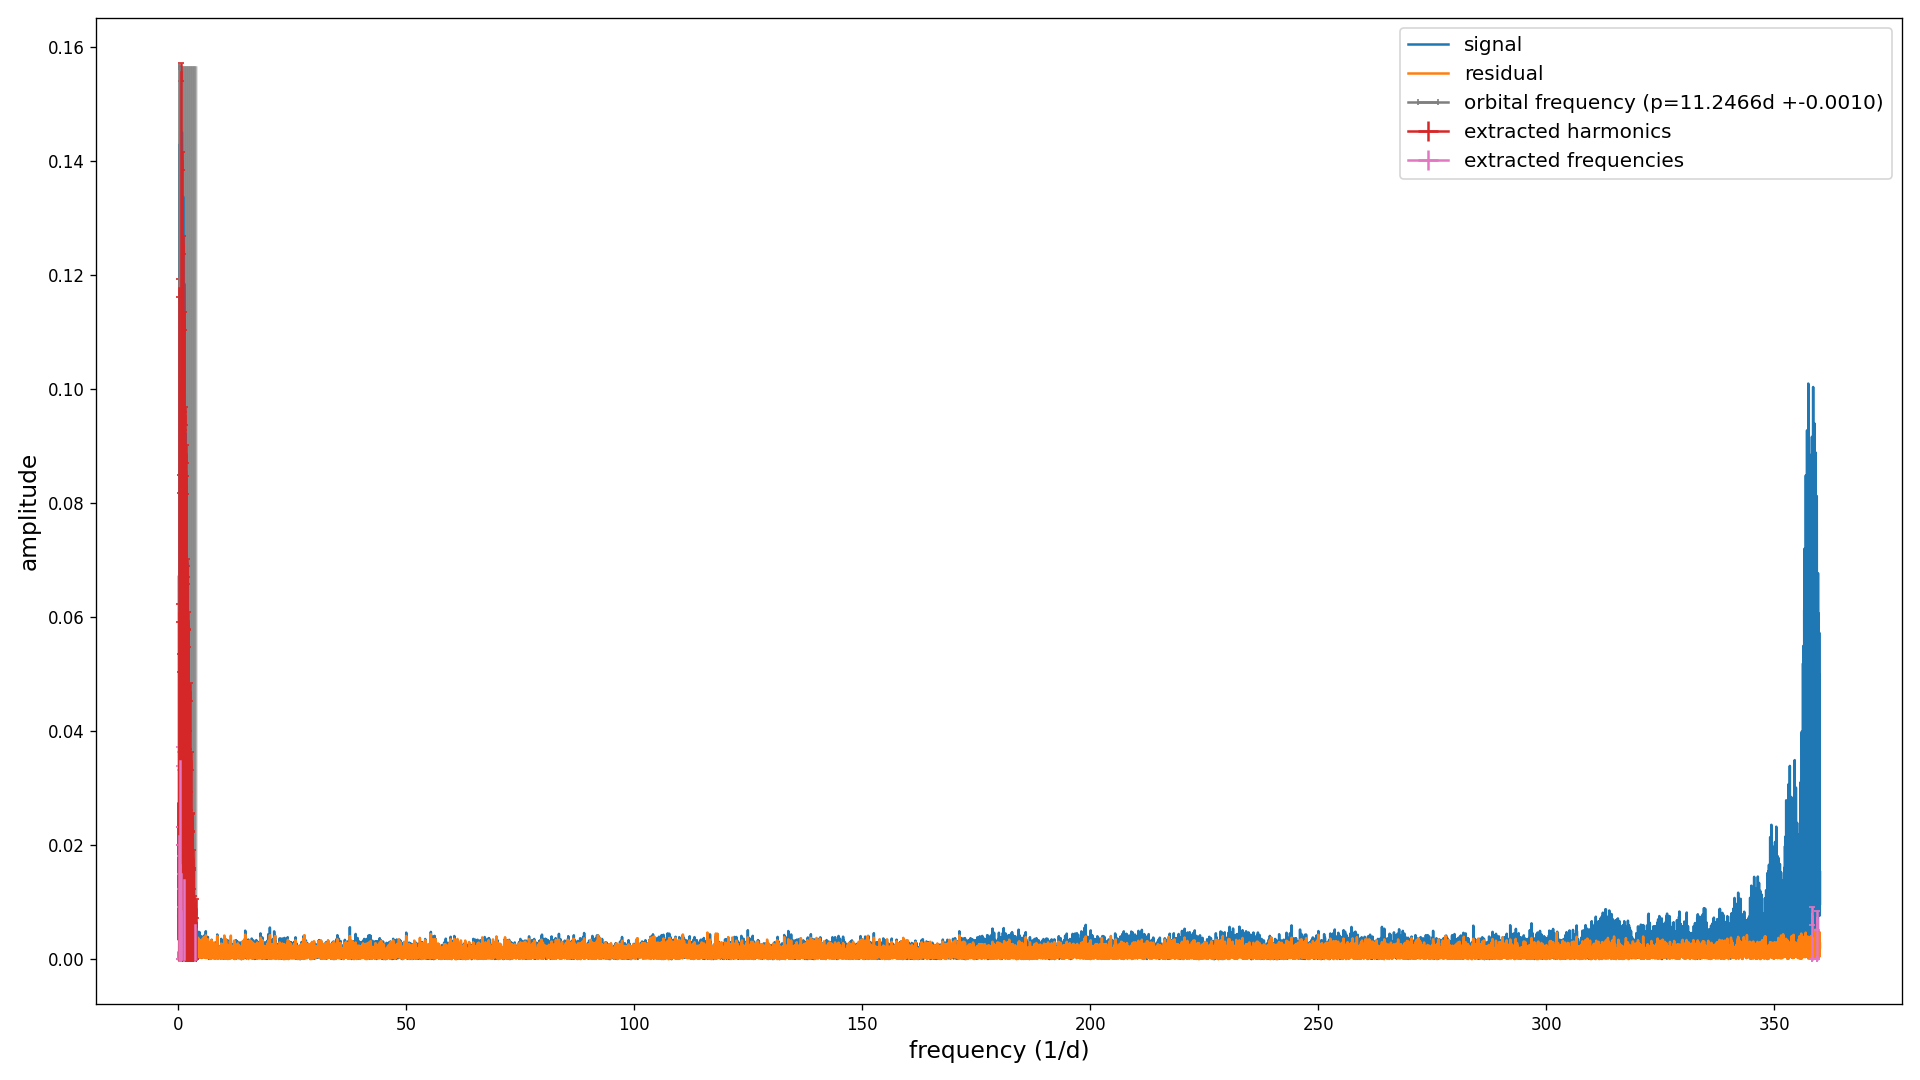 0.16
0.14
0.12
0.10
0.08
0.06
0.04
0.02
0.00
amplitude
signal
residual
orbital frequency (p=11.2466d +-0.0010)
extracted harmonics
extracted frequencies
0 50 100 150 200 250 300 350
frequency (1/d)